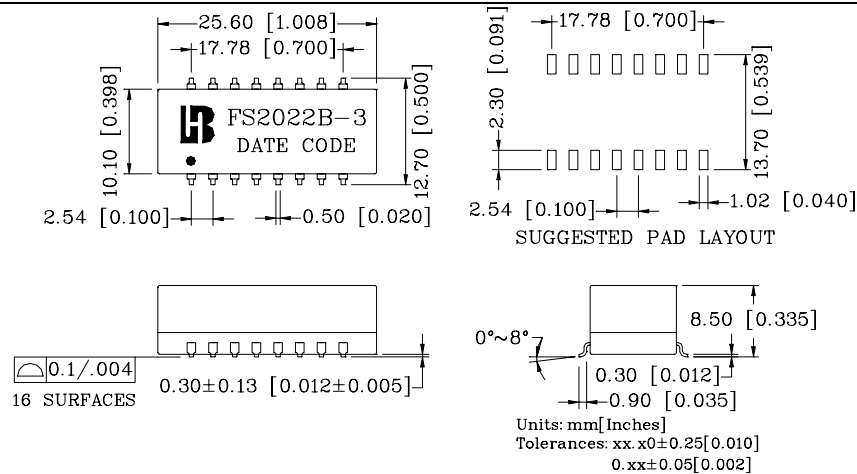 25.60 [1.008]
17.78 [0.700]
10.10 [0.398]
FS2022B-3
DATE CODE
12.70 [0.500]
2.54 [0.100]
0.50 [0.020]
17.78 [0.700]
2.30 [0.091]
13.70 [0.539]
2.54 [0.100]
1.02 [0.040]
SUGGESTED PAD LAYOUT
0.1/.004
16 SURFACES
0.30±0.13 [0.012±0.005]
0°~8°
8.50 [0.335]
0.30 [0.012]
0.90 [0.035]
Units: mm[Inches]
Tolerances: xx.x0±0.25[0.010]
0.xx±0.05[0.002]